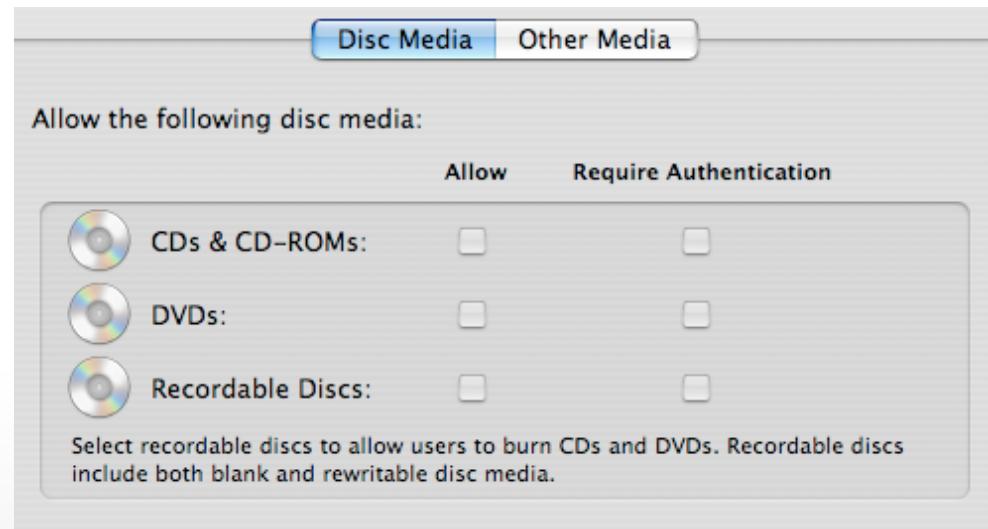 Disc Media Other Media
Allow the following disc media:
Allow Require Authentication
CDs & CD-ROMs:
DVDs:
Recordable Discs:
Select recordable discs to allow users to burn CDs and DVDs. Recordable discs
include both blank and rewritable disc media.